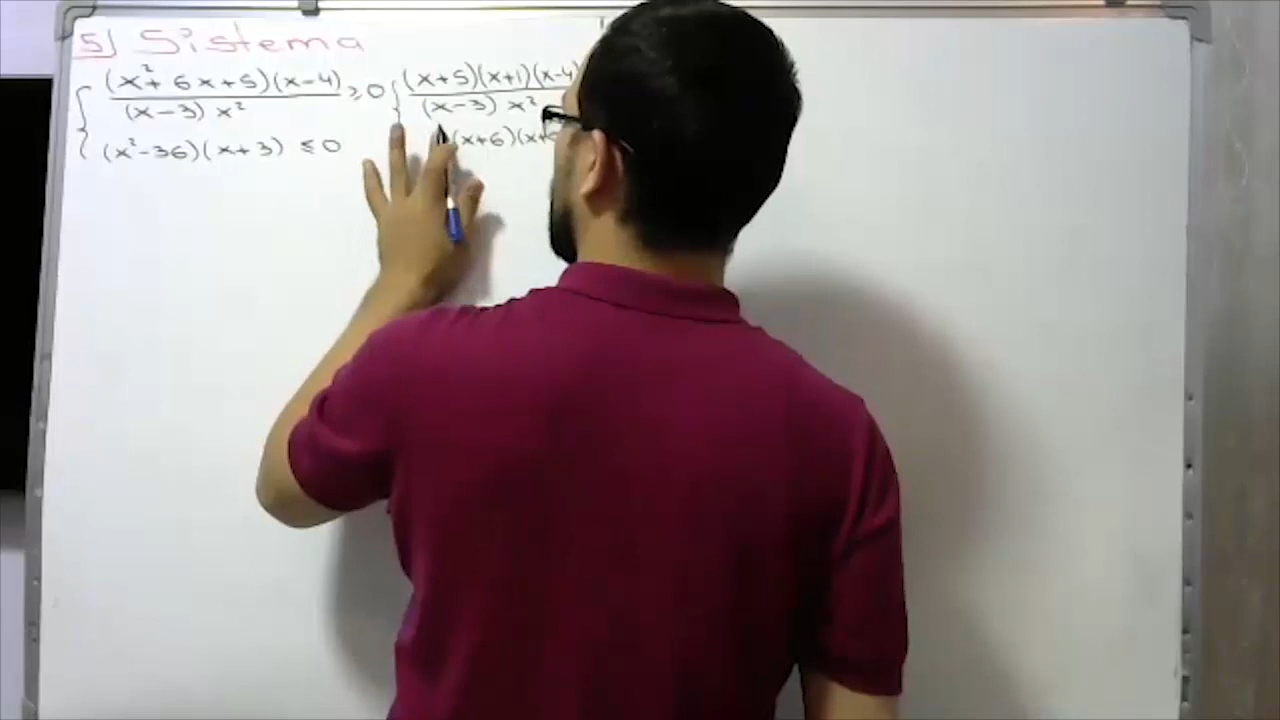 5) Sistema
(x²+6x+5)(x-4) / (x-3) x² ≥ 0
(x²-36)(x+3) ≤ 0
(x+5)(x+1)(x-4) / (x-3) x²
(x+6)(x+